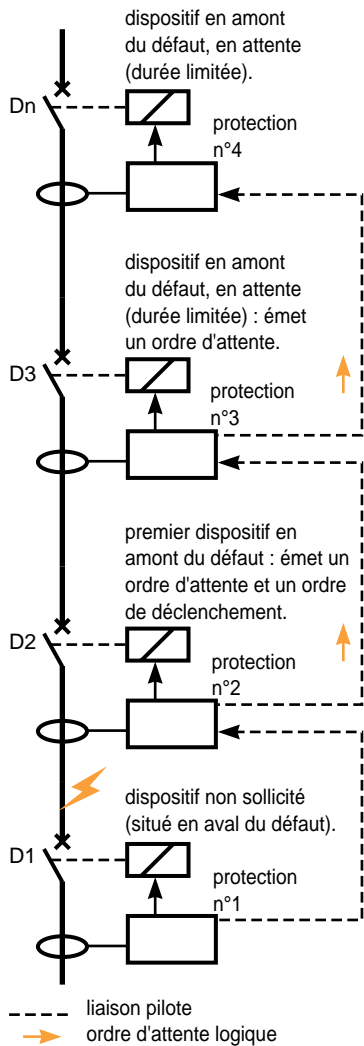 dispositif en amont
du défaut, en attente
(durée limitée).
Dn
protection
n°4
dispositif en amont
du défaut, en attente
(durée limitée) : émet
un ordre d'attente.
D3
protection
n°3
premier dispositif en
amont du défaut : émet un
ordre d'attente et un ordre
de déclenchement.
D2
protection
n°2
dispositif non sollicité
(situé en aval du défaut).
D1
protection
n°1
liaison pilote
ordre d'attente logique